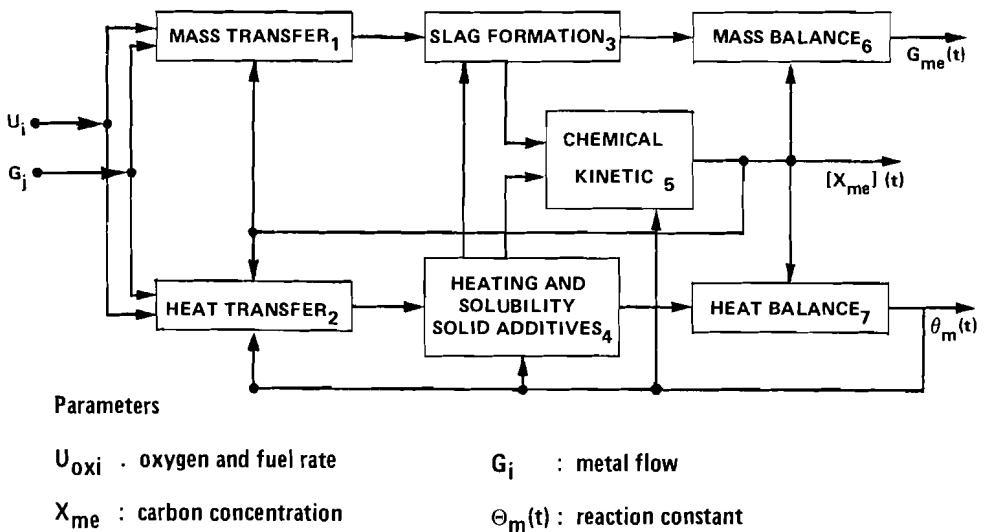 MASS TRANSFER1
SLAG FORMATION3
MASS BALANCE6
Gme(t)
Ui
CHEMICAL
KINETIC 5
Gj
[Xme] (t)
HEAT TRANSFER2
HEATING AND
SOLUBILITY
SOLID ADDITIVES4
HEAT BALANCE7
θm(t)
Parameters
Uoxi . oxygen and fuel rate
Gi : metal flow
Xme : carbon concentration
Θm(t) : reaction constant